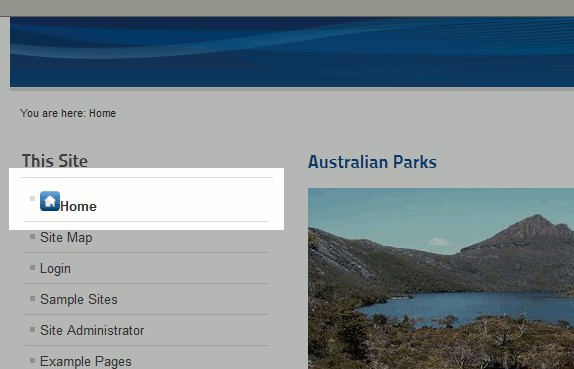 You are here: Home
This Site
Home
Site Map
Login
Sample Sites
Site Administrator
Example Pages
Australian Parks